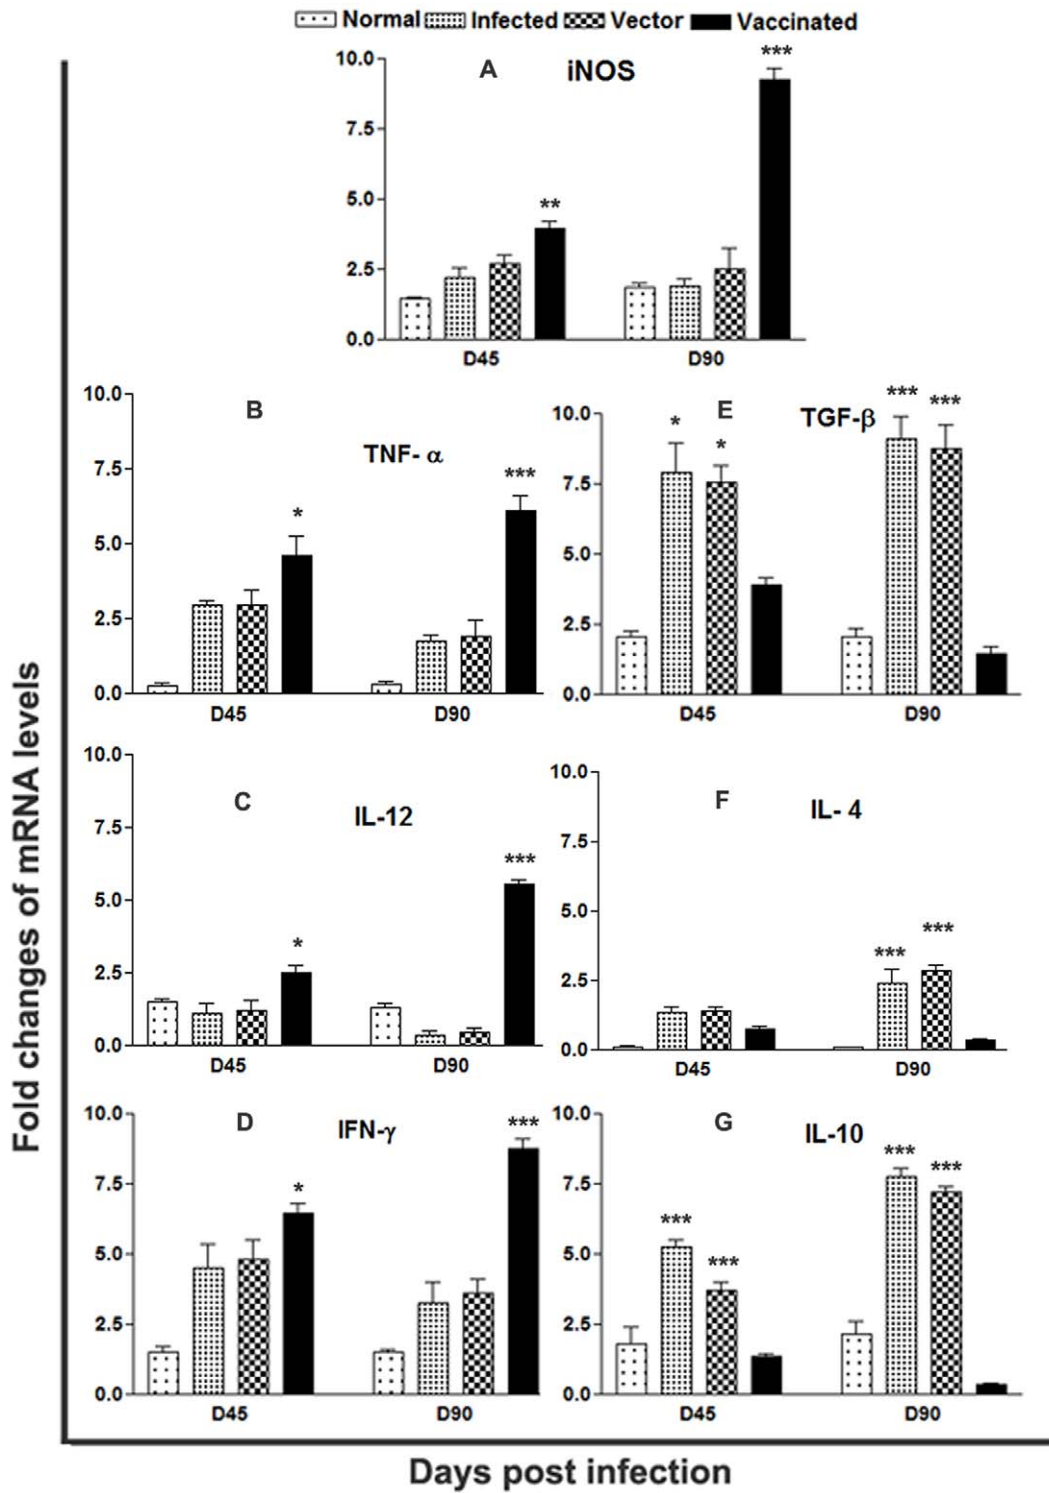 Normal Infected Vector Vaccinated
A iNOS
***
10.0
7.5
5.0
2.5
0.0
**
D45 D90
B
TNF- α
10.0
7.5
5.0
2.5
0.0
*
***
D45 D90
E TGF-β
10.0
7.5
5.0
2.5
0.0
*
*
***
***
D45 D90
C
IL-12
10.0
7.5
5.0
2.5
0.0
*
***
D45 D90
F
IL- 4
10.0
7.5
5.0
2.5
0.0
***
***
D45 D90
D IFN-γ
10.0
7.5
5.0
2.5
0.0
*
***
D45 D90
G IL-10
10.0
7.5
5.0
2.5
0.0
***
***
***
***
D45 D90
Fold changes of mRNA levels
Days post infection